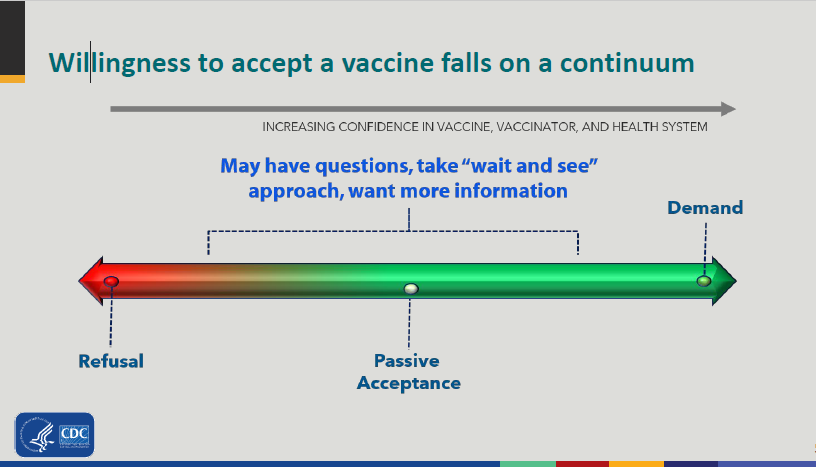 Willingness to accept a vaccine falls on a continuum
INCREASING CONFIDENCE IN VACCINE, VACCINATOR, AND HEALTH SYSTEM
May have questions, take “wait and see”
approach, want more information
Demand
Refusal
Passive
Acceptance
CDC